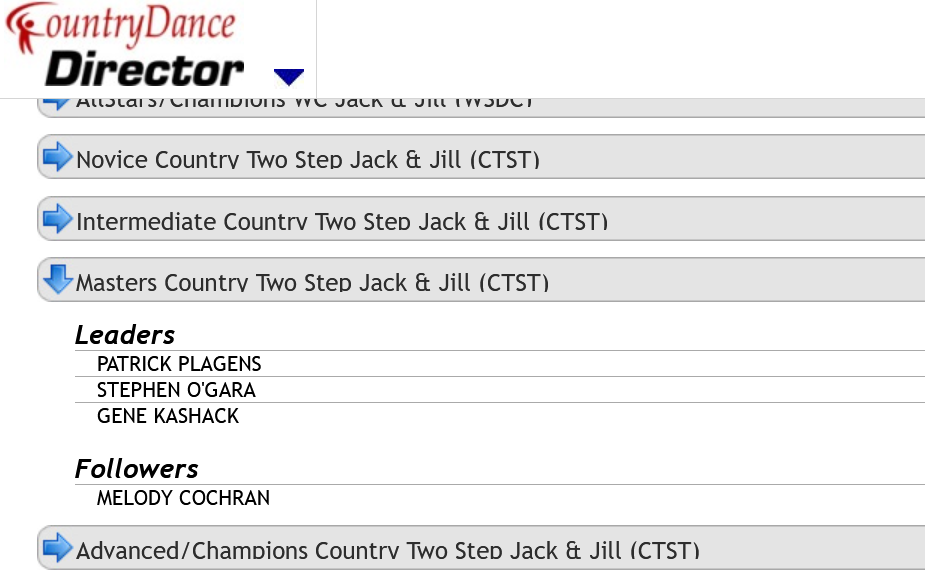 CountryDance
Director
AllStars/Champions WC Jack & Jill (WSDC)
Novice Country Two Step Jack & Jill (CTST)
Intermediate Country Two Step Jack & Jill (CTST)
Masters Country Two Step Jack & Jill (CTST)
Leaders
PATRICK PLAGENS
STEPHEN O'GARA
GENE KASHACK
Followers
MELODY COCHRAN
Advanced/Champions Country Two Step Jack & Jill (CTST)